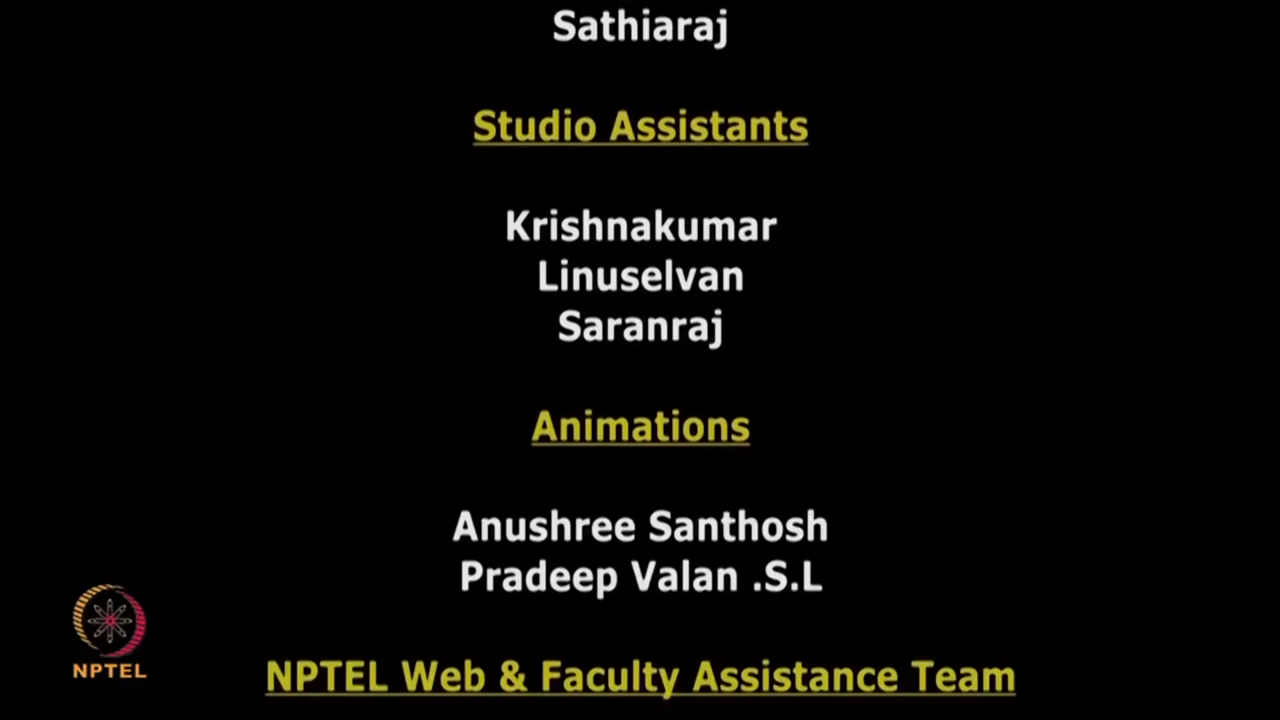 Sathiaraj
Studio Assistants
Krishnakumar
Linuselvan
Saranraj
Animations
Anushree Santhosh
Pradeep Valan .S.L
NPTEL
NPTEL Web & Faculty Assistance Team